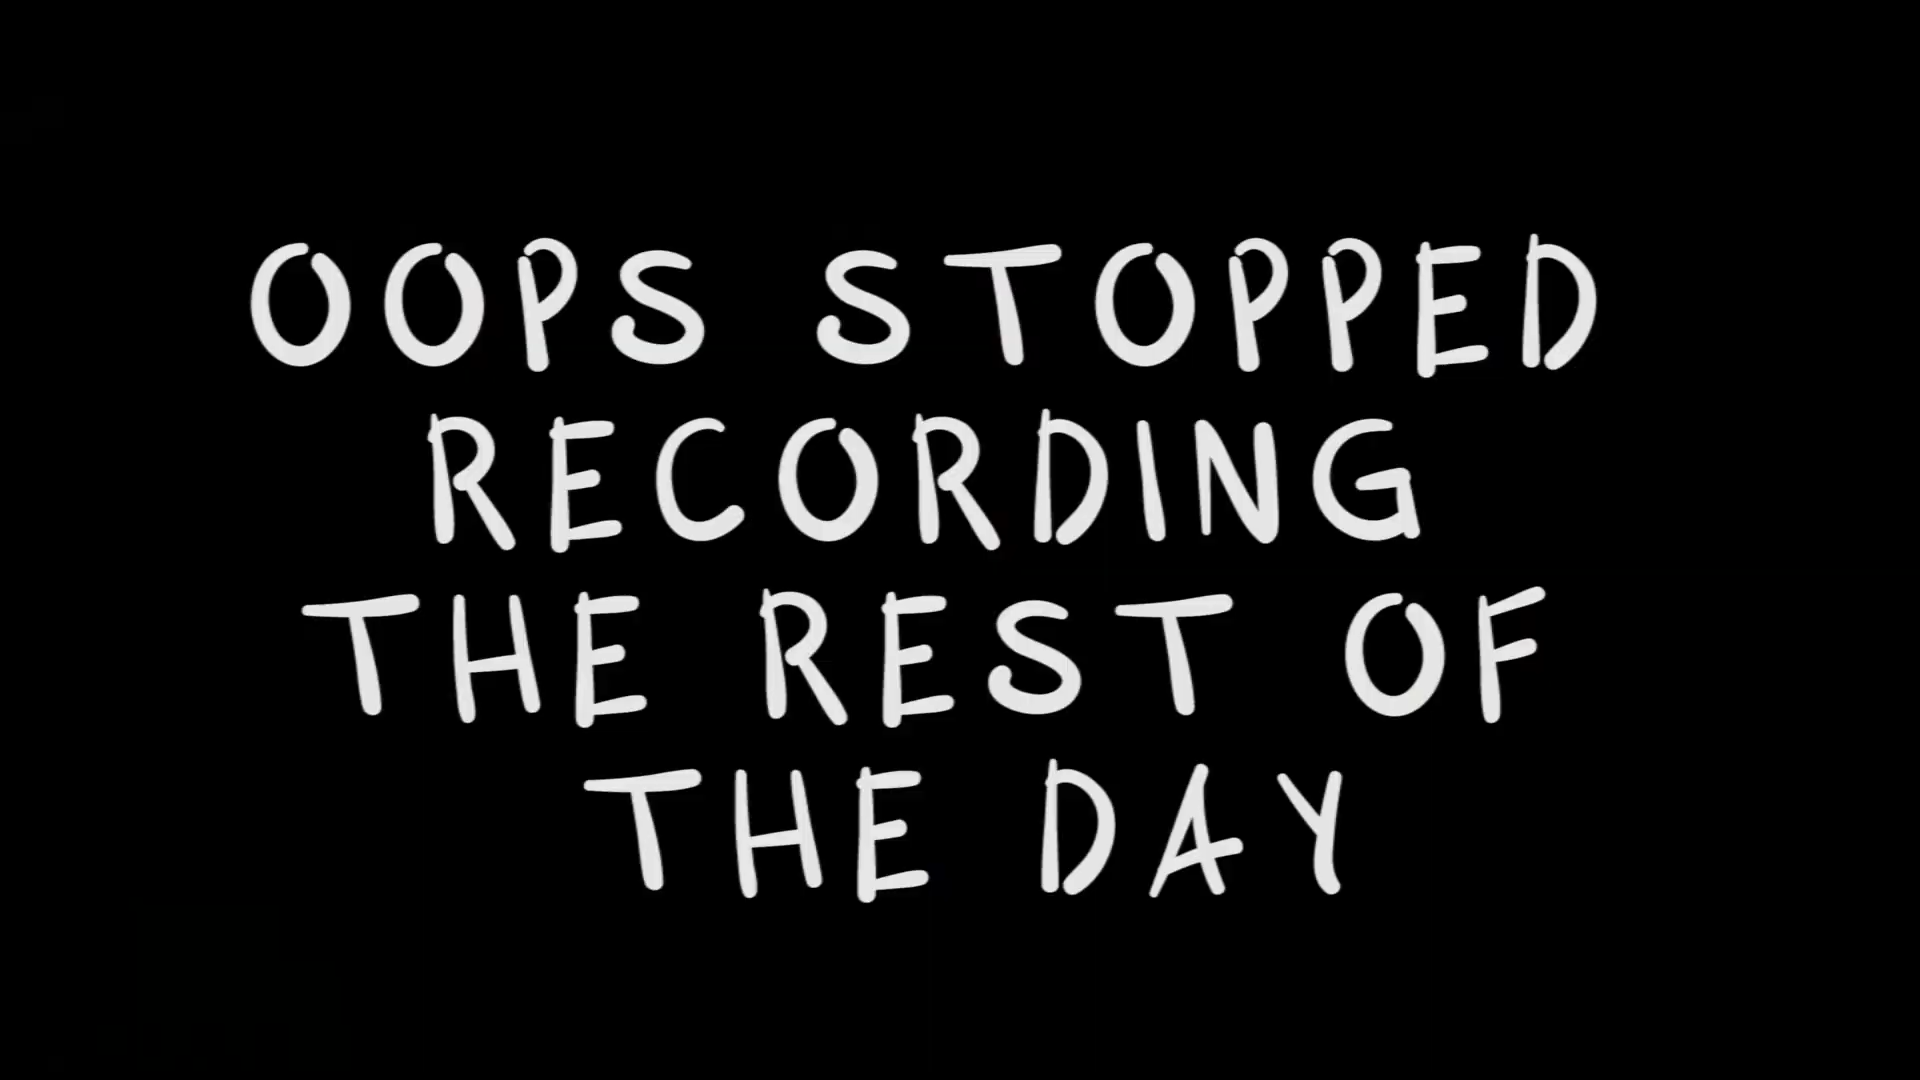 OOPS STOPPED
RECORDING
THE REST OF
THE DAY